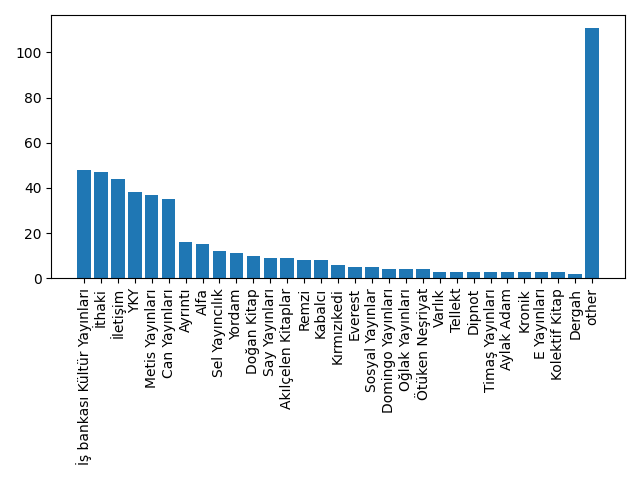 100
80
60
40
20
0
İş bankası Kültür Yayınları
İthaki
İletişim
YKY
Metis Yayınları
Can Yayınları
Ayrıntı
Alfa
Sel Yayıncılık
Yordam
Doğan Kitap
Say Yayınları
Akılçelen Kitaplar
Remzi
Kabalcı
Kırmızıkedi
Everest
Sosyal Yayınlar
Domingo Yayınları
Oğlak Yayınları
Ötüken Neşriyat
Varlık
Tellekt
Dipnot
Timaş Yayınları
Aylak Adam
Kronik
E Yayınları
Kolektif Kitap
Dergah
other